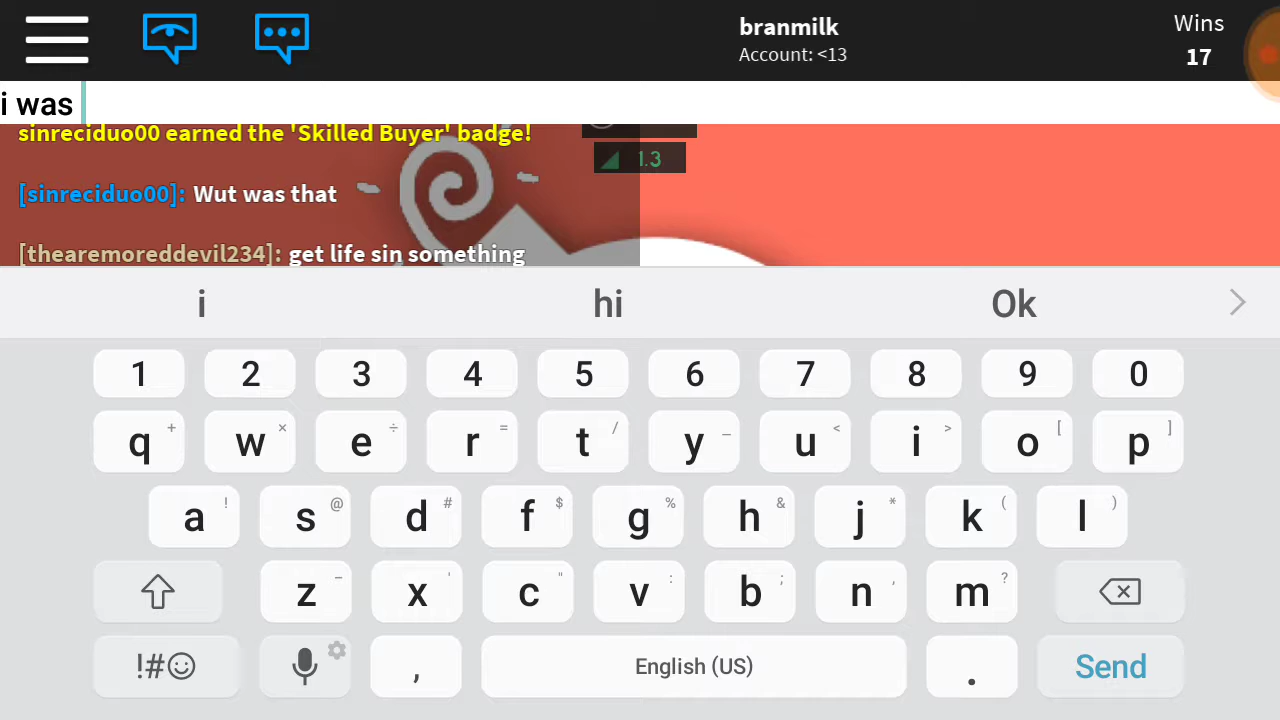 branmilk
Account: <13
Wins
17
i was
sinreciduo00 earned the 'Skilled Buyer' badge!
1.3
[sinreciduo00]: Wut was that
[thearemoreddevil234]: get life sin something
i hi Ok
1 2 3 4 5 6 7 8 9 0
q + w × e ÷ r = t / y _ u < i > o [ p ]
a ! s @ d # f $ g % h & j * k ( l )
z - x ' c " v : b ; n , m ?
!#☺ , English (US) . Send